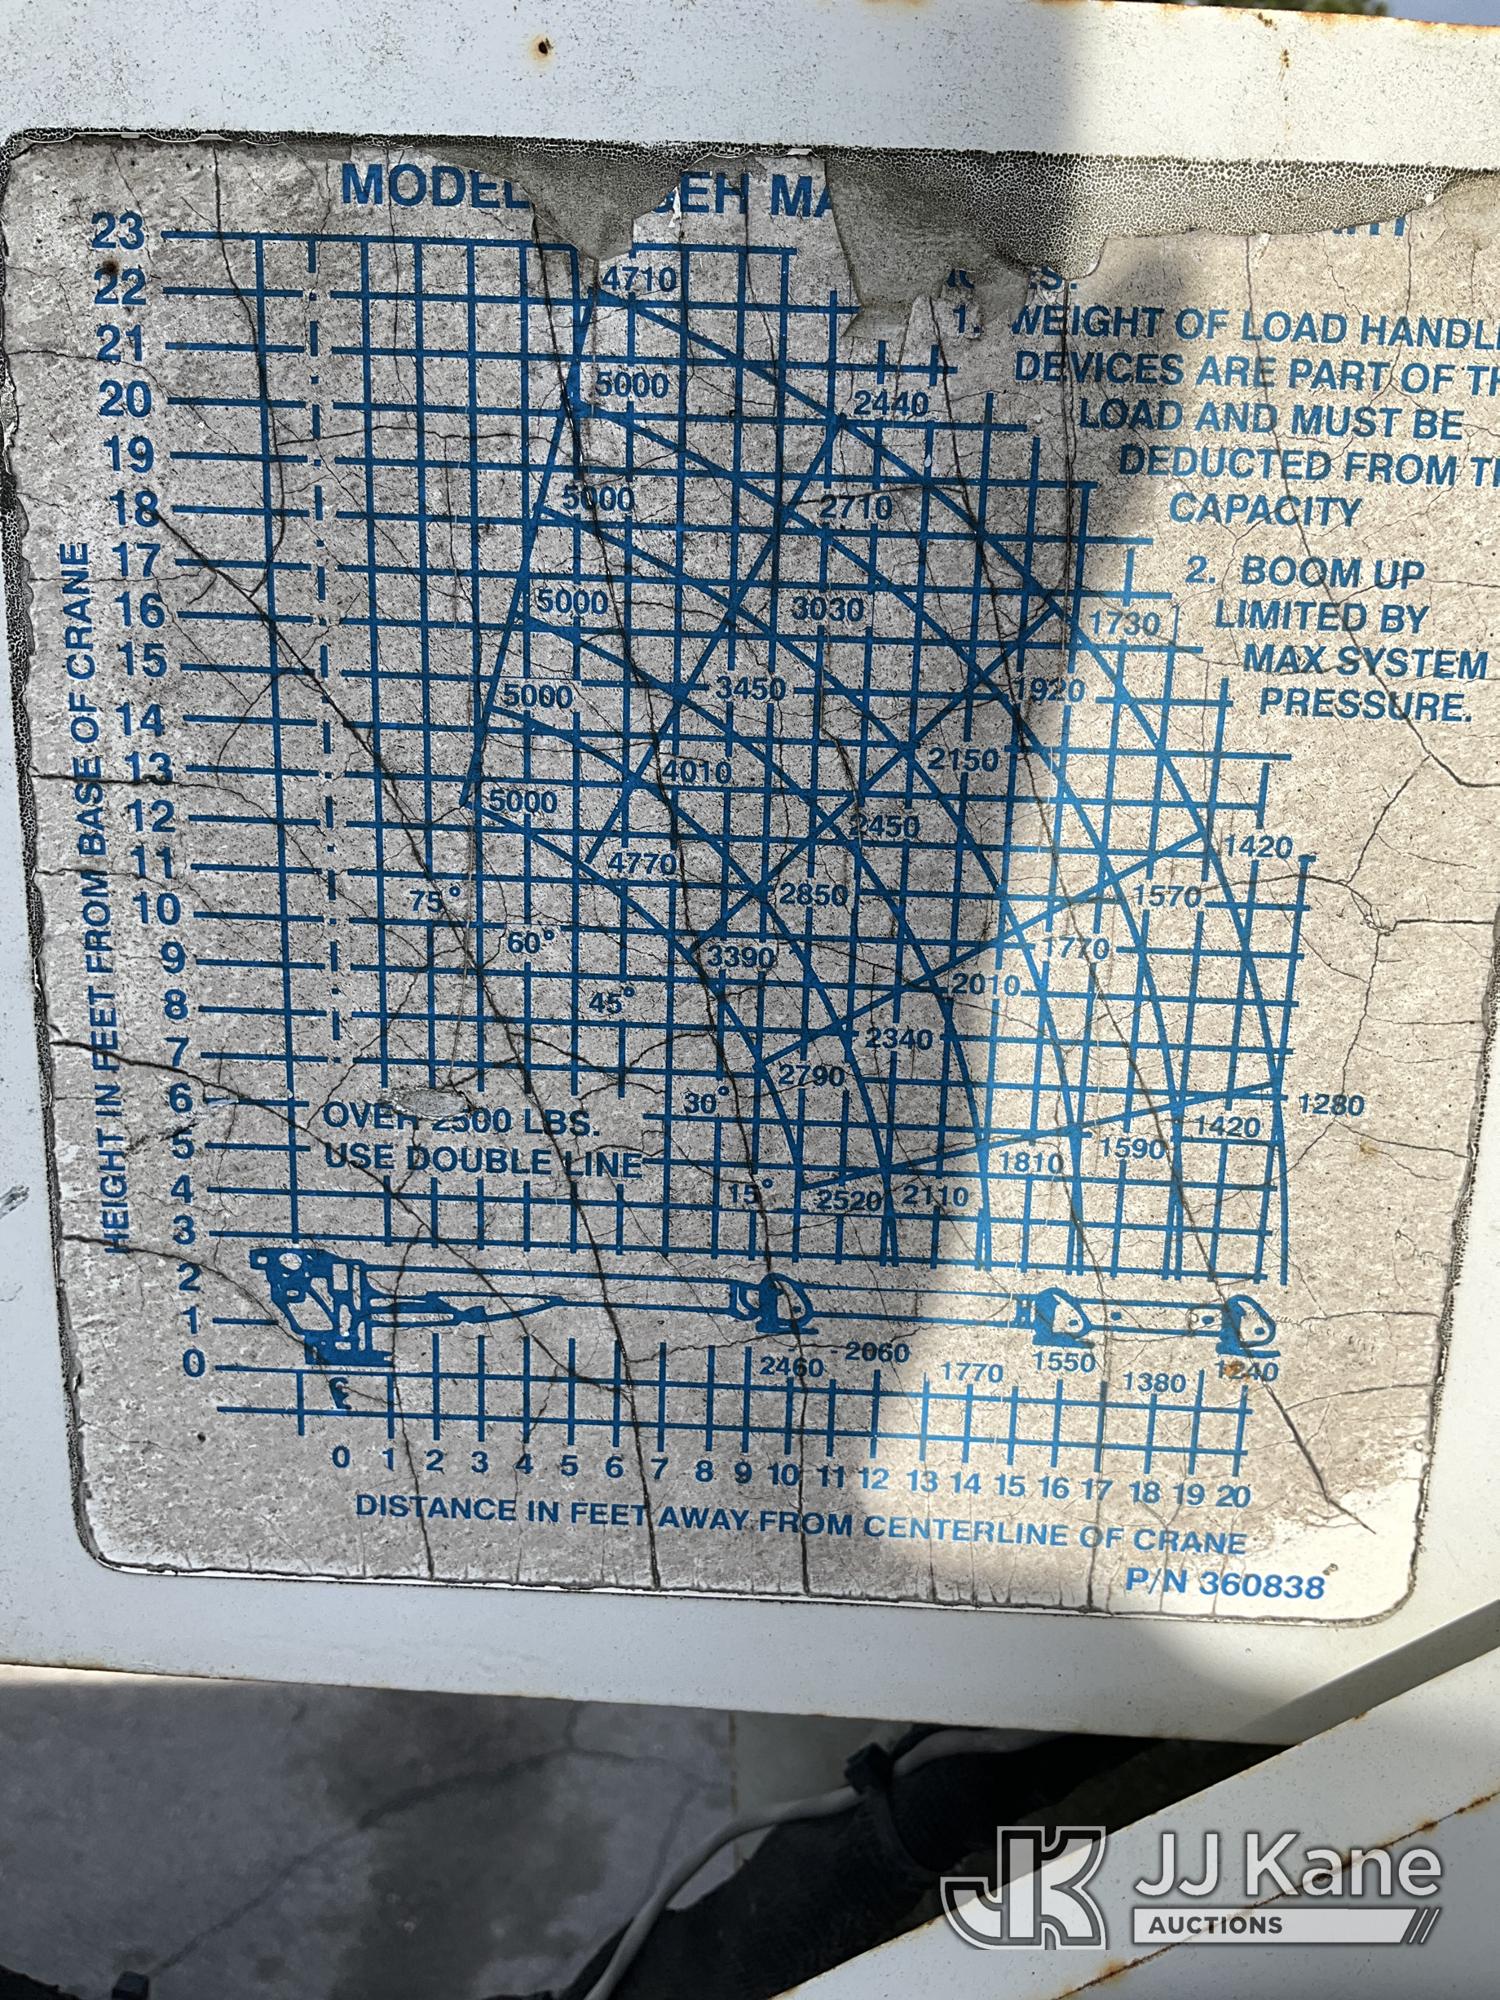 MODEL
23
22
21
20
19
18
17
16
15
14
13
12
11
10
9
8
7
6
5
4
3
2
1
0
HEIGHT IN FEET FROM BASE OF CRANE
1. WEIGHT OF LOAD HANDLI
DEVICES ARE PART OF TH
LOAD AND MUST BE
DEDUCTED FROM TH
CAPACITY
2. BOOM UP
LIMITED BY
MAX SYSTEM
PRESSURE.
4710
5000 2440
5000 2710
5000 3030 1730
5000 3450 1920
5000 4010 2150
4770 2450 1420
2850 1570
75°
60° 3390 1770
45° 2010
2340
2790
30° 1280
1420
1590
1810
15° 2520 2110
OVER 2500 LBS.
USE DOUBLE LINE
2460 2060 1770 1550 1380 1240
0 1 2 3 4 5 6 7 8 9 10 11 12 13 14 15 16 17 18 19 20
DISTANCE IN FEET AWAY FROM CENTERLINE OF CRANE
P/N 360838
JK JJ Kane
AUCTIONS